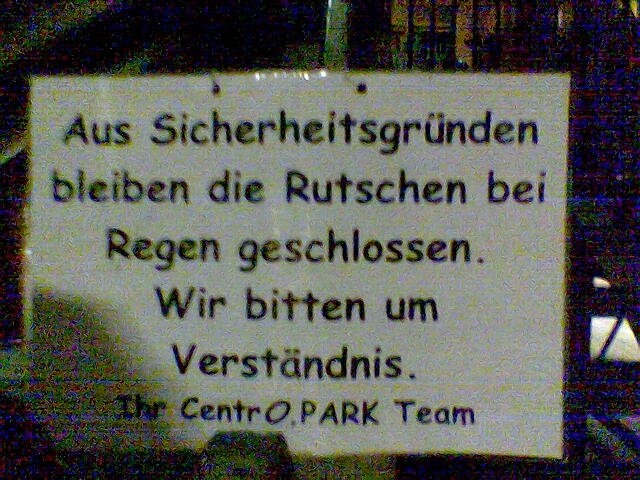 Aus Sicherheitsgründen
bleiben die Rutschen bei
Regen geschlossen.
Wir bitten um
Verständnis.
Ihr CentrO.PARK Team